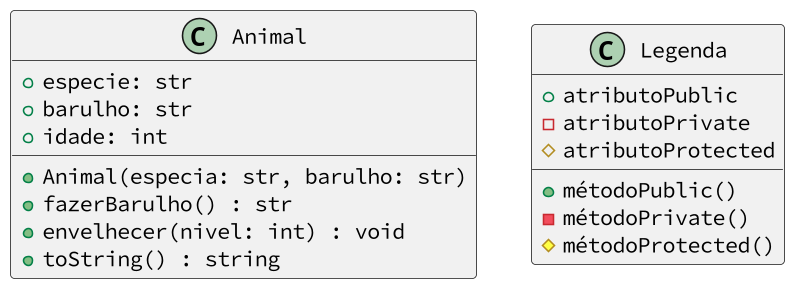 C Animal
especie: str
barulho: str
idade: int
Animal(especia: str, barulho: str)
fazerBarulho() : str
envelhecer(nivel: int) : void
toString() : string
C Legenda
atributoPublic
atributoPrivate
atributoProtected
métodoPublic()
métodoPrivate()
métodoProtected()